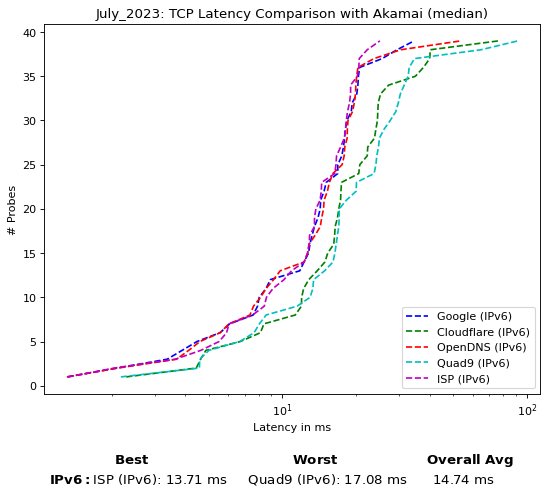 July_2023: TCP Latency Comparison with Akamai (median)
40
35
30
25
20
15
10
5
0
# Probes
Google (IPv6)
Cloudflare (IPv6)
OpenDNS (IPv6)
Quad9 (IPv6)
ISP (IPv6)
10¹ 10²
Latency in ms
Best Worst Overall Avg
IPv6: ISP (IPv6): 13.71 ms Quad9 (IPv6): 17.08 ms 14.74 ms